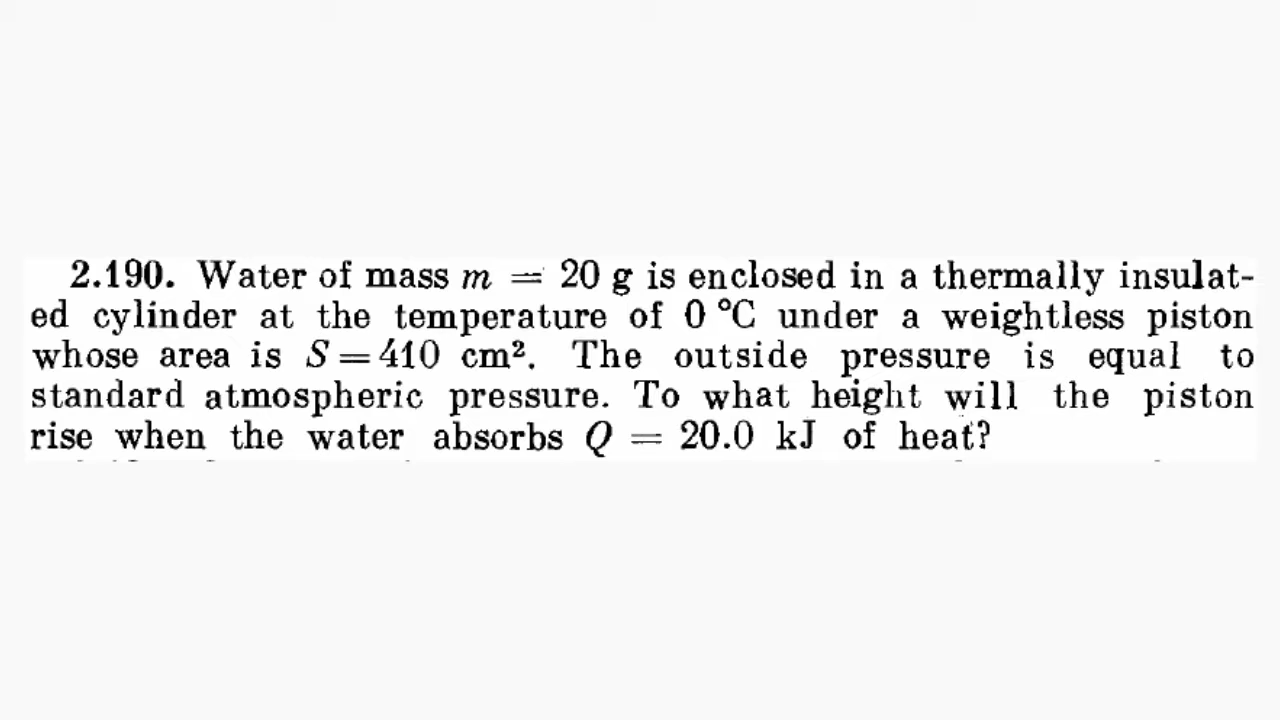 2.190. Water of mass m = 20 g is enclosed in a thermally insulat-
ed cylinder at the temperature of 0 °C under a weightless piston
whose area is S = 410 cm². The outside pressure is equal to
standard atmospheric pressure. To what height will the piston
rise when the water absorbs Q = 20.0 kJ of heat?